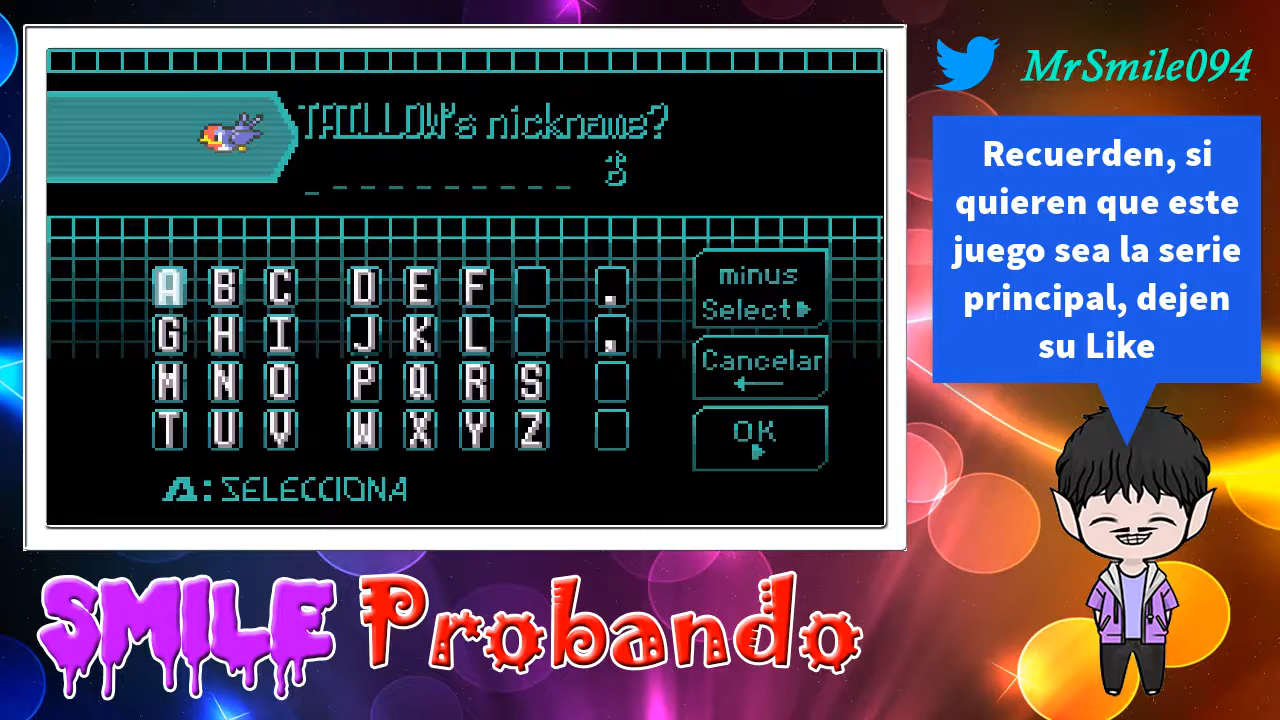 TAILLOW's nickname?
A B C D E F .
G H I J K L ,
M N O P Q R S
T U V W X Y Z
A: SELECCIONA
minus
Select
Cancelar
OK
MrSmile094
Recuerden, si
quieren que este
juego sea la serie
principal, dejen
su Like
SMILE Probando